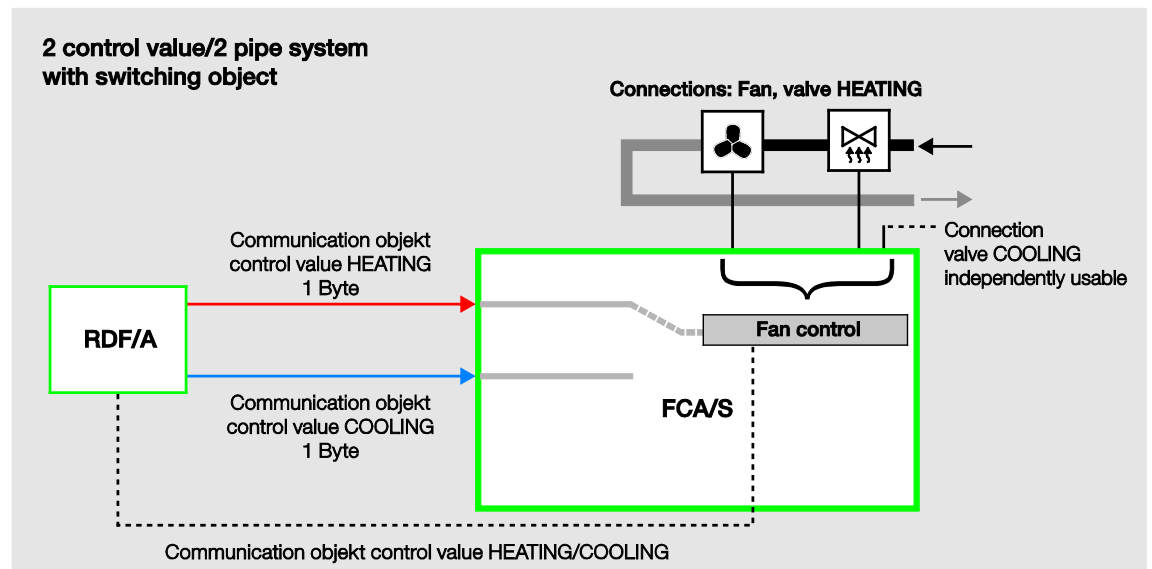 2 control value/2 pipe system
with switching object
Connections: Fan, valve HEATING
Connection
valve COOLING
independently usable
Communication objekt
control value HEATING
1 Byte
RDF/A
Fan control
FCA/S
Communication objekt
control value COOLING
1 Byte
Communication objekt control value HEATING/COOLING